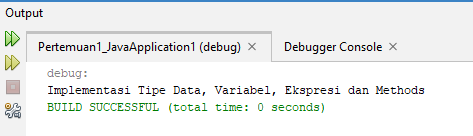 Output
Pertemuan1_JavaApplication1 (debug) × Debugger Console ×
debug:
Implementasi Tipe Data, Variabel, Ekspresi dan Methods
BUILD SUCCESSFUL (total time: 0 seconds)